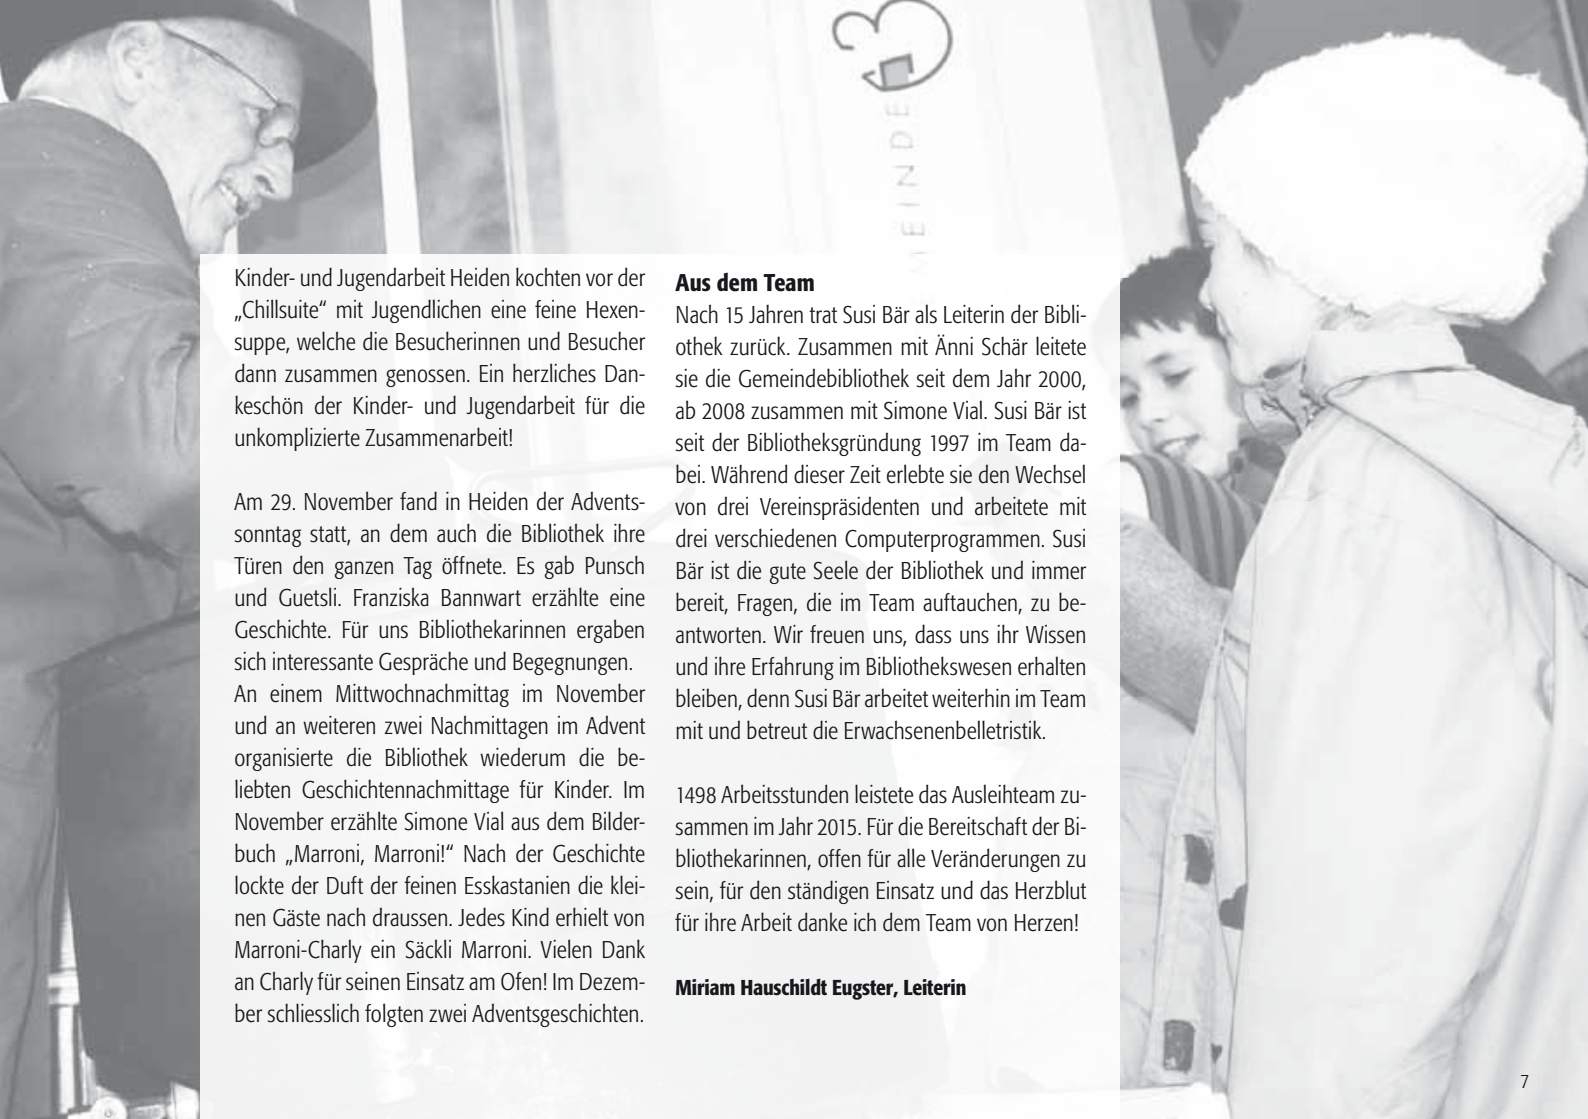 EMEINDE
Kinder- und Jugendarbeit Heiden kochten vor der
„Chillsuite“ mit Jugendlichen eine feine Hexen-
suppe, welche die Besucherinnen und Besucher
dann zusammen genossen. Ein herzliches Dan-
keschön der Kinder- und Jugendarbeit für die
unkomplizierte Zusammenarbeit!
Am 29. November fand in Heiden der Advents-
sonntag statt, an dem auch die Bibliothek ihre
Türen den ganzen Tag öffnete. Es gab Punsch
und Guetsli. Franziska Bannwart erzählte eine
Geschichte. Für uns Bibliothekarinnen ergaben
sich interessante Gespräche und Begegnungen.
An einem Mittwochnachmittag im November
und an weiteren zwei Nachmittagen im Advent
organisierte die Bibliothek wiederum die be-
liebten Geschichtennachmittage für Kinder. Im
November erzählte Simone Vial aus dem Bilder-
buch „Marroni, Marroni!“ Nach der Geschichte
lockte der Duft der feinen Esskastanien die klei-
nen Gäste nach draussen. Jedes Kind erhielt von
Marroni-Charly ein Säckli Marroni. Vielen Dank
an Charly für seinen Einsatz am Ofen! Im Dezem-
ber schliesslich folgten zwei Adventsgeschichten.
Aus dem Team
Nach 15 Jahren trat Susi Bär als Leiterin der Bibli-
othek zurück. Zusammen mit Änni Schär leitete
sie die Gemeindebibliothek seit dem Jahr 2000,
ab 2008 zusammen mit Simone Vial. Susi Bär ist
seit der Bibliotheksgründung 1997 im Team da-
bei. Während dieser Zeit erlebte sie den Wechsel
von drei Vereinspräsidenten und arbeitete mit
drei verschiedenen Computerprogrammen. Susi
Bär ist die gute Seele der Bibliothek und immer
bereit, Fragen, die im Team auftauchen, zu be-
antworten. Wir freuen uns, dass uns ihr Wissen
und ihre Erfahrung im Bibliothekswesen erhalten
bleiben, denn Susi Bär arbeitet weiterhin im Team
mit und betreut die Erwachsenenbelletristik.
1498 Arbeitsstunden leistete das Ausleihteam zu-
sammen im Jahr 2015. Für die Bereitschaft der Bi-
bliothekarinnen, offen für alle Veränderungen zu
sein, für den ständigen Einsatz und das Herzblut
für ihre Arbeit danke ich dem Team von Herzen!
Miriam Hauschildt Eugster, Leiterin
7